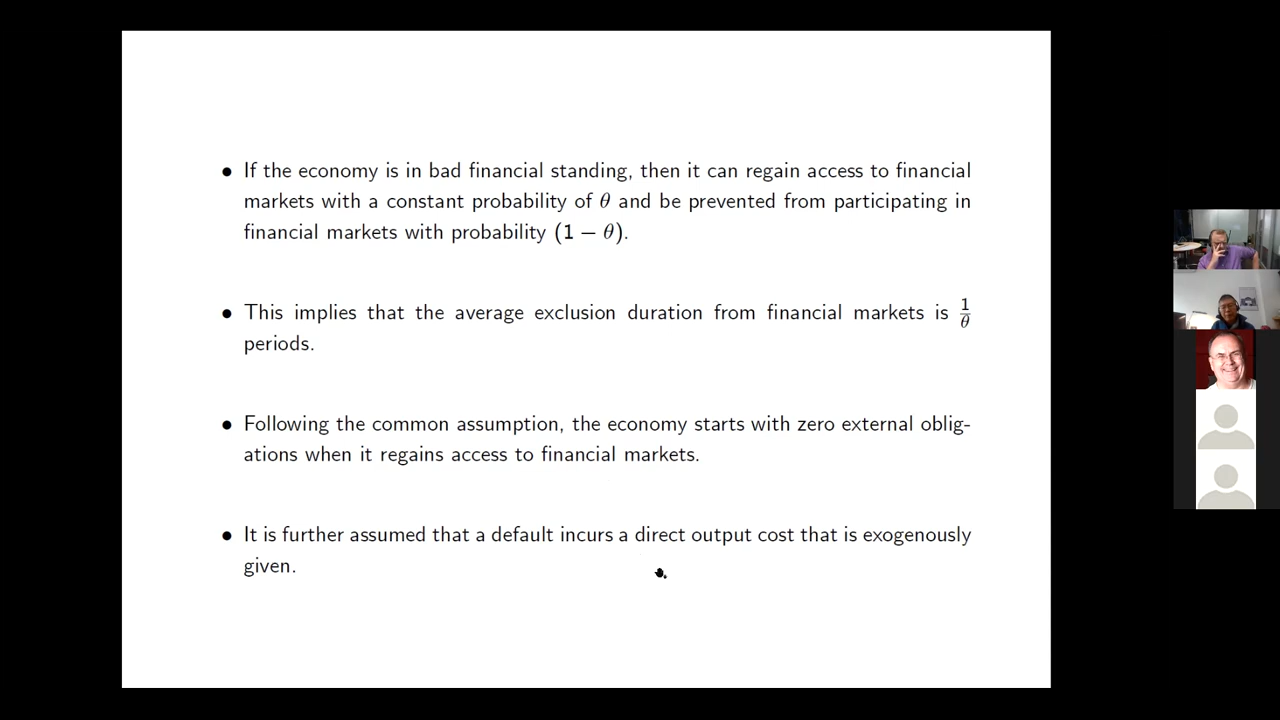 • If the economy is in bad financial standing, then it can regain access to financial
markets with a constant probability of θ and be prevented from participating in
financial markets with probability (1 − θ).
• This implies that the average exclusion duration from financial markets is 1/θ
periods.
• Following the common assumption, the economy starts with zero external oblig-
ations when it regains access to financial markets.
• It is further assumed that a default incurs a direct output cost that is exogenously
given.